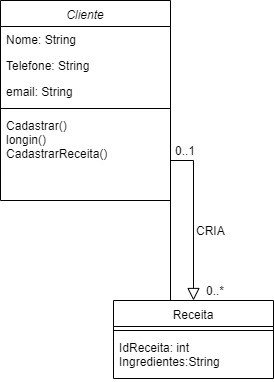 Cliente
Nome: String
Telefone: String
email: String
Cadastrar()
longin()
CadastrarReceita()
0..1
CRIA
0..*
Receita
IdReceita: int
Ingredientes:String